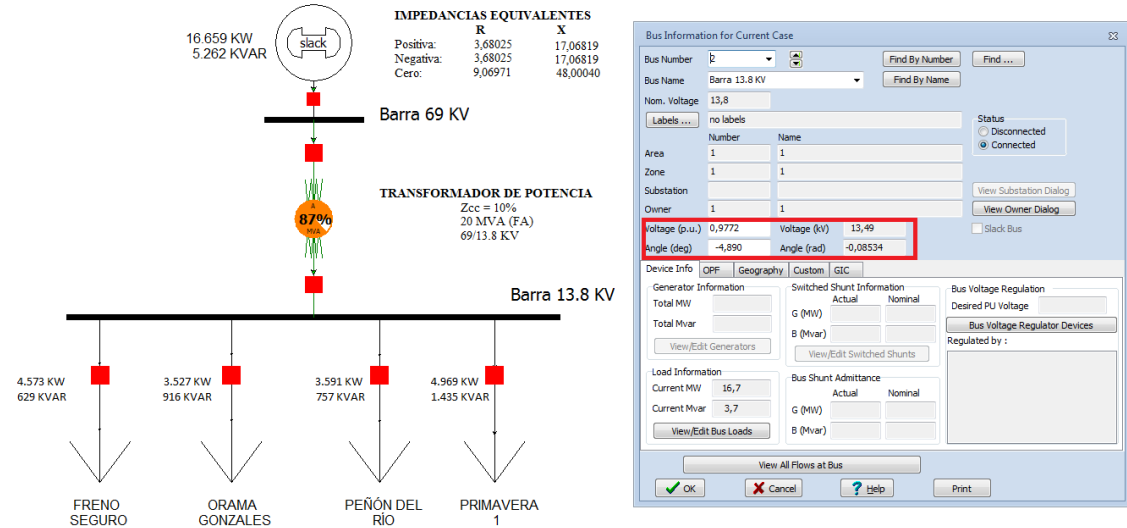 16.659 KW
5.262 KVAR
slack
IMPEDANCIAS EQUIVALENTES
R X
Positiva: 3,68025 17,06819
Negativa: 3,68025 17,06819
Cero: 9,06971 48,00040
Barra 69 KV
TRANSFORMADOR DE POTENCIA
Zcc = 10%
20 MVA (FA)
69/13.8 KV
A
87%
MVA
Barra 13.8 KV
4.573 KW
629 KVAR
3.527 KW
916 KVAR
3.591 KW
757 KVAR
4.969 KW
1.435 KVAR
FRENO
SEGURO
ORAMA
GONZALES
PEÑÓN DEL
RÍO
PRIMAVERA
1
Bus Information for Current Case
Bus Number 2 Find By Number Find ...
Bus Name Barra 13.8 KV Find By Name
Nom. Voltage 13,8
Labels ... no labels
Status
Disconnected
Connected
Number Name
Area 1 1
Zone 1 1
Substation View Substation Dialog
Owner 1 1 View Owner Dialog
Voltage (p.u.) 0,9772 Voltage (kV) 13,49 Slack Bus
Angle (deg) -4,890 Angle (rad) -0,08534
Device Info OPF Geography Custom GIC
Generator Information
Total MW
Total Mvar
View/Edit Generators
Switched Shunt Information
Actual Nominal
G (MW)
B (Mvar)
View/Edit Switched Shunts
Bus Voltage Regulation
Desired PU Voltage
Bus Voltage Regulator Devices
Regulated by :
Load Information
Current MW 16,7
Current Mvar 3,7
View/Edit Bus Loads
Bus Shunt Admittance
Actual Nominal
G (MW)
B (Mvar)
View All Flows at Bus
OK Cancel Help Print